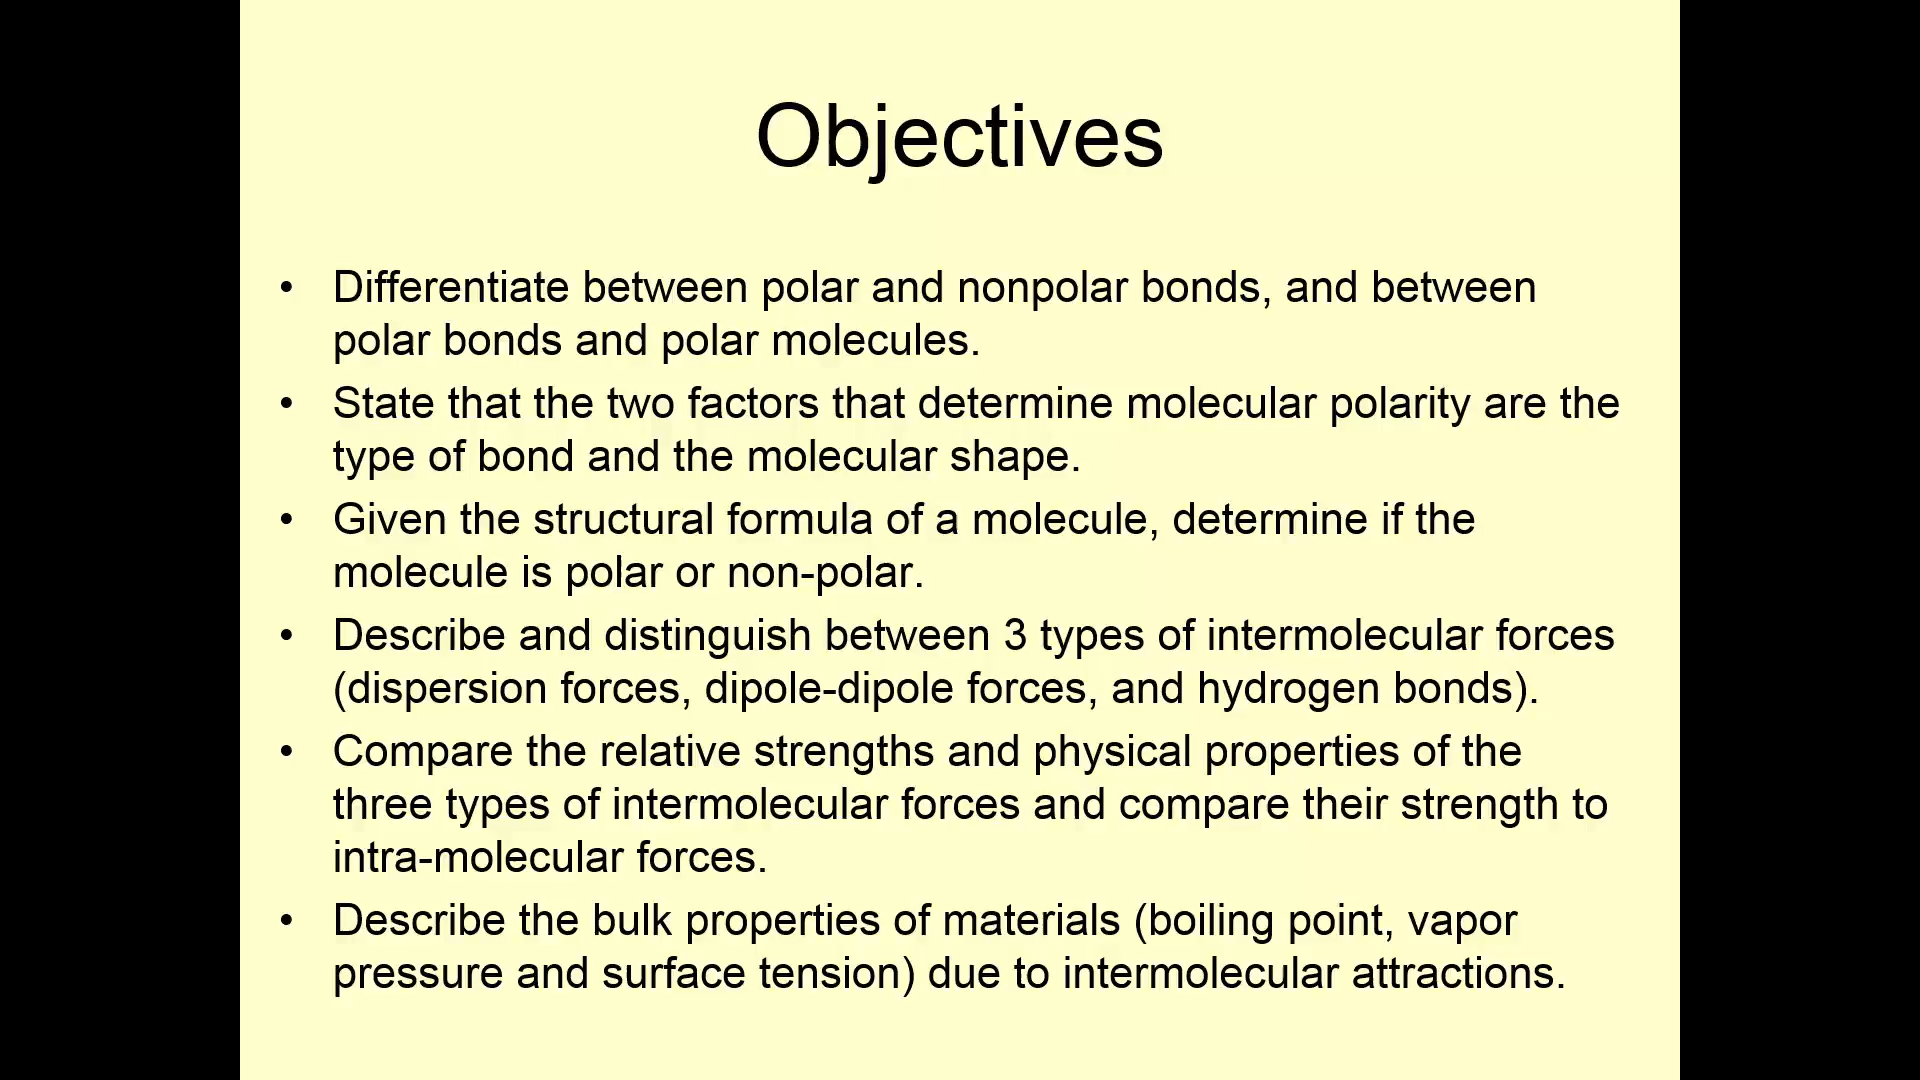 Objectives
• Differentiate between polar and nonpolar bonds, and between
polar bonds and polar molecules.
• State that the two factors that determine molecular polarity are the
type of bond and the molecular shape.
• Given the structural formula of a molecule, determine if the
molecule is polar or non-polar.
• Describe and distinguish between 3 types of intermolecular forces
(dispersion forces, dipole-dipole forces, and hydrogen bonds).
• Compare the relative strengths and physical properties of the
three types of intermolecular forces and compare their strength to
intra-molecular forces.
• Describe the bulk properties of materials (boiling point, vapor
pressure and surface tension) due to intermolecular attractions.